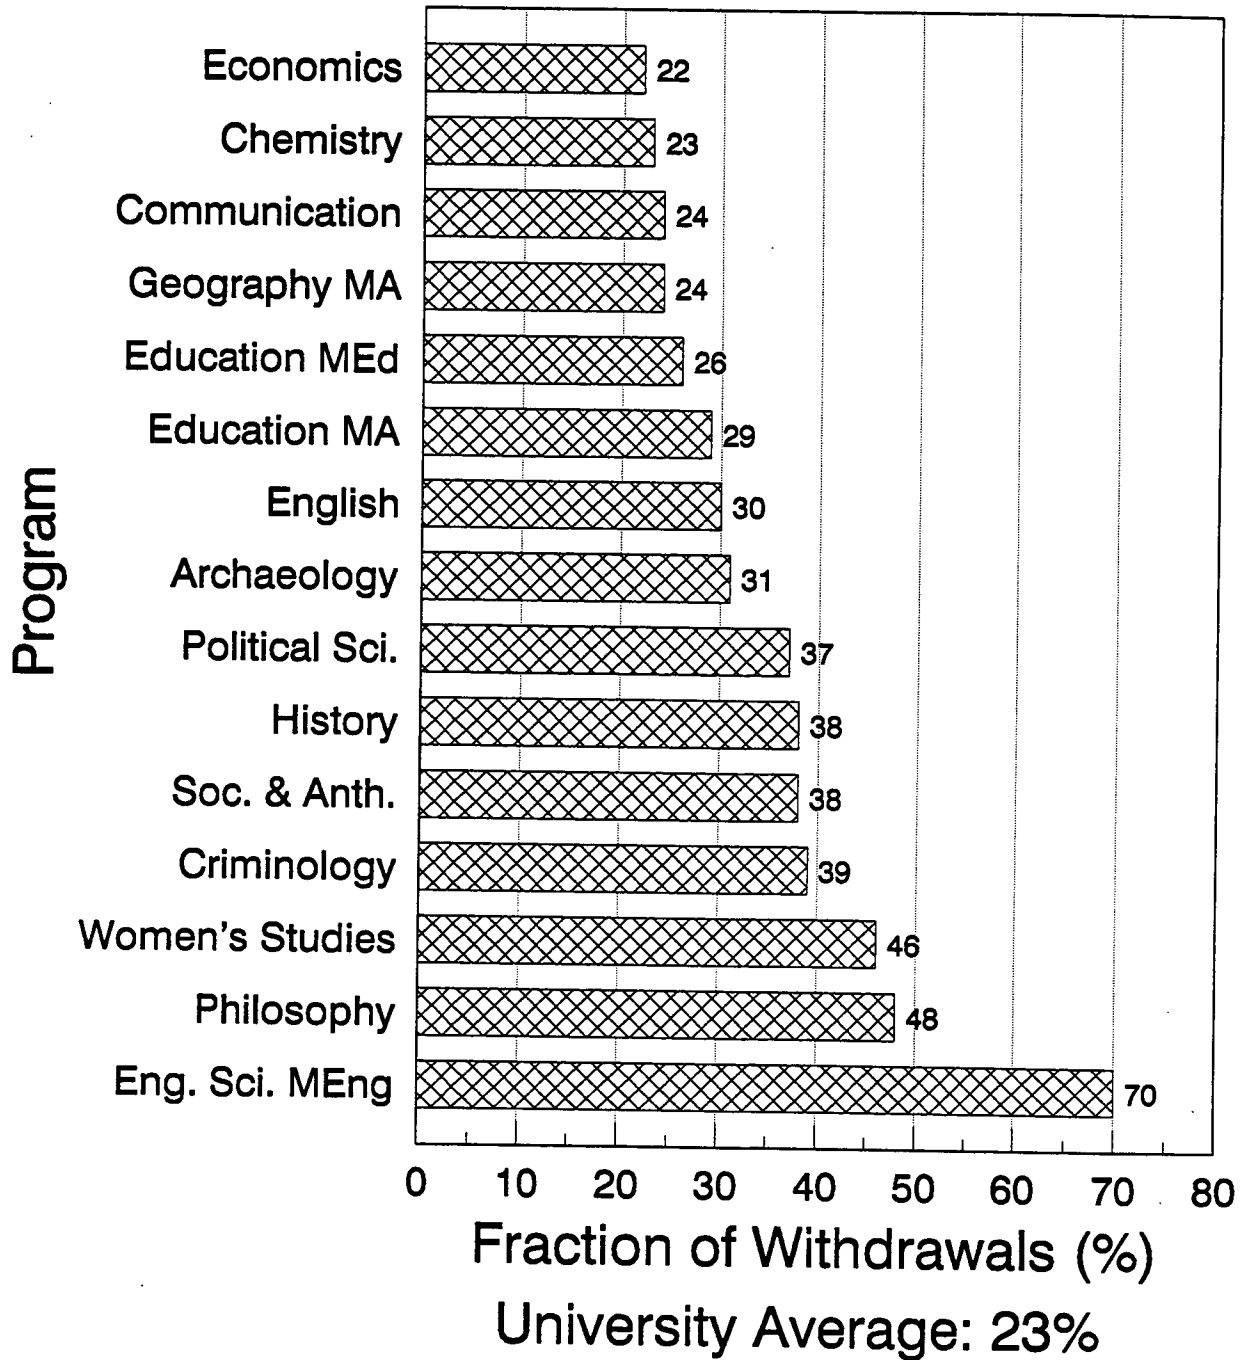 Economics 22
Chemistry 23
Communication 24
Geography MA 24
Education MEd 26
Education MA 29
English 30
Archaeology 31
Political Sci. 37
History 38
Soc. & Anth. 38
Criminology 39
Women's Studies 46
Philosophy 48
Eng. Sci. MEng 70
Program
0 10 20 30 40 50 60 70 80
Fraction of Withdrawals (%)
University Average: 23%